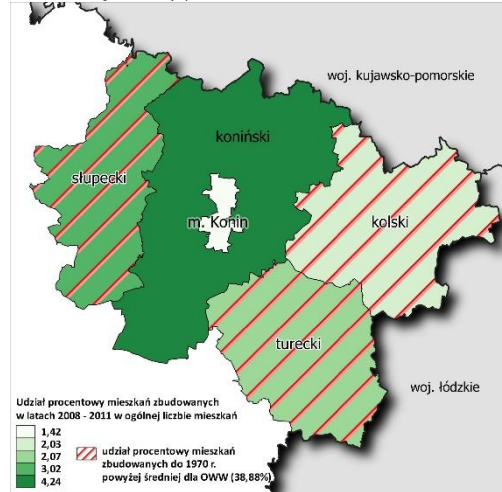 woj. kujawsko-pomorskie
koniński
słupecki
m. Konin
kolski
turecki
woj. łódzkie
Udział procentowy mieszkań zbudowanych
w latach 2008 - 2011 w ogólnej liczbie mieszkań
1,42
2,03
2,07
3,02
4,24
udział procentowy mieszkań
zbudowanych do 1970 r.
powyżej średniej dla OWW (38,88%)